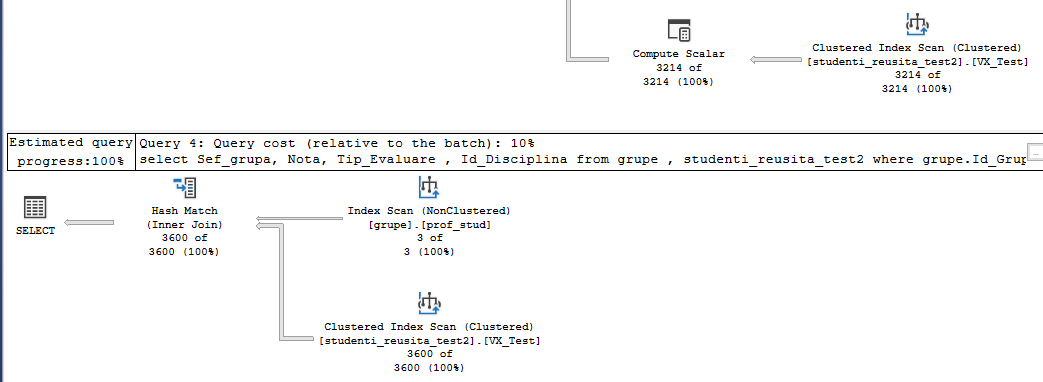 Compute Scalar
3214 of
3214 (100%)
Clustered Index Scan (Clustered)
[studenti_reusita_test2].[VX_Test]
3214 of
3214 (100%)
Estimated query
progress:100%
Query 4: Query cost (relative to the batch): 10%
select Sef_grupa, Nota, Tip_Evaluare , Id_Disciplina from grupe , studenti_reusita_test2 where grupe.Id_Grup
...
SELECT
Hash Match
(Inner Join)
3600 of
3600 (100%)
Index Scan (NonClustered)
[grupe].[prof_stud]
3 of
3 (100%)
Clustered Index Scan (Clustered)
[studenti_reusita_test2].[VX_Test]
3600 of
3600 (100%)